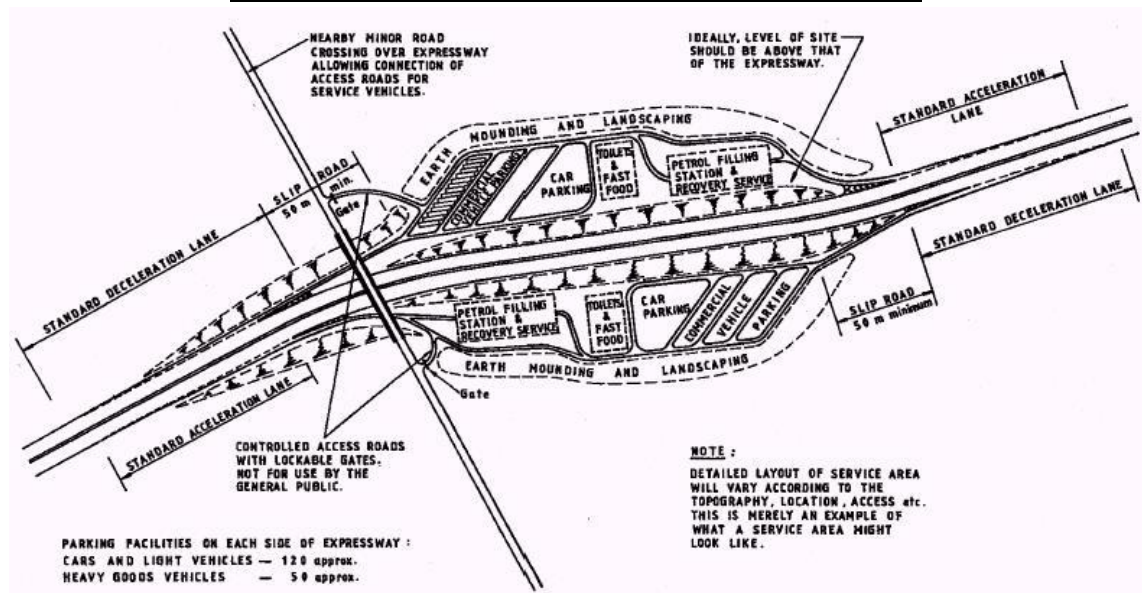 NEARBY MINOR ROAD
CROSSING OVER EXPRESSWAY
ALLOWING CONNECTION OF
ACCESS ROADS FOR
SERVICE VEHICLES.
IDEALLY, LEVEL OF SITE
SHOULD BE ABOVE THAT
OF THE EXPRESSWAY.
STANDARD ACCELERATION
LANE
EARTH MOUNDING AND LANDSCAPING
SLIP ROAD
50 m min.
Gate
COMMERCIAL
VEHICLE PARKING
CAR
PARKING
TOILETS
&
FAST
FOOD
PETROL FILLING
STATION &
RECOVERY SERVICE
STANDARD DECELERATION LANE
STANDARD DECELERATION LANE
PETROL FILLING
STATION &
RECOVERY SERVICE
TOILETS
&
FAST
FOOD
CAR
PARKING
COMMERCIAL
VEHICLE
PARKING
SLIP ROAD
50 m minimum
EARTH MOUNDING AND LANDSCAPING
Gate
STANDARD ACCELERATION LANE
CONTROLLED ACCESS ROADS
WITH LOCKABLE GATES.
NOT FOR USE BY THE
GENERAL PUBLIC.
NOTE :
DETAILED LAYOUT OF SERVICE AREA
WILL VARY ACCORDING TO THE
TOPOGRAPHY, LOCATION, ACCESS etc.
THIS IS MERELY AN EXAMPLE OF
WHAT A SERVICE AREA MIGHT
LOOK LIKE.
PARKING FACILITIES ON EACH SIDE OF EXPRESSWAY :
CARS AND LIGHT VEHICLES — 120 approx.
HEAVY GOODS VEHICLES — 50 approx.